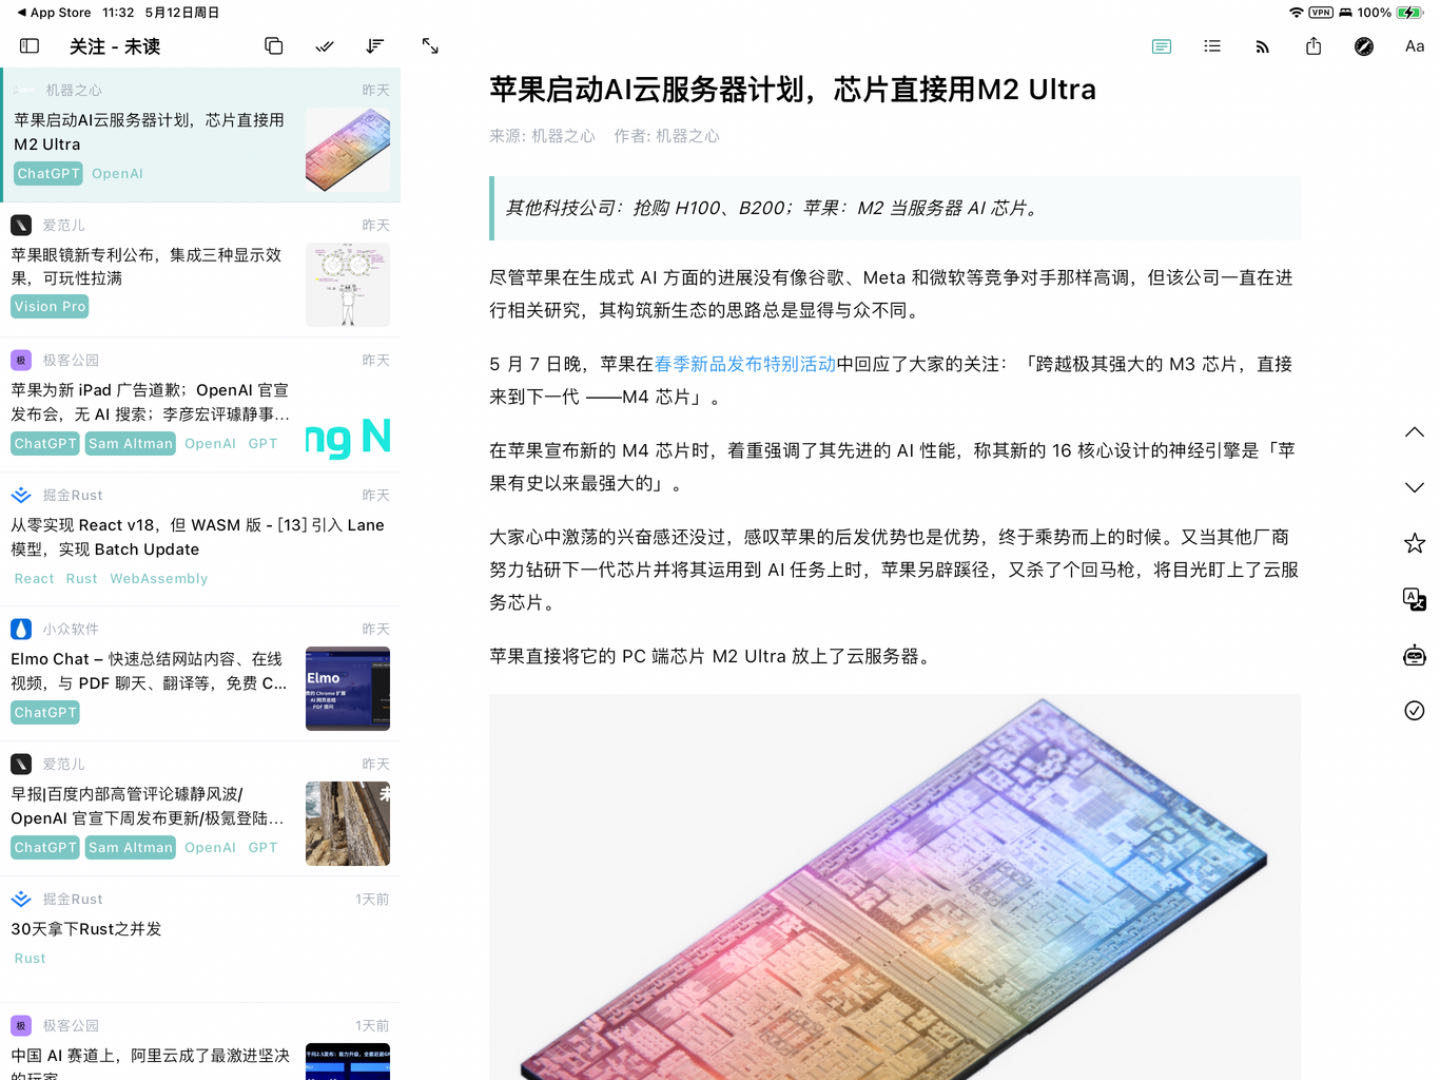 App Store 11:32 5月12日周日
VPN 100%
关注 - 未读
Aa
机器之心 昨天
苹果启动AI云服务器计划，芯片直接用
M2 Ultra
ChatGPT OpenAI
爱范儿 昨天
苹果眼镜新专利公布，集成三种显示效
果，可玩性拉满
Vision Pro
极 极客公园 昨天
苹果为新 iPad 广告道歉；OpenAI 官宣
发布会，无 AI 搜索；李彦宏评璩静事...
ng N
ChatGPT Sam Altman OpenAI GPT
掘金Rust 昨天
从零实现 React v18，但 WASM 版 - [13] 引入 Lane
模型，实现 Batch Update
React Rust WebAssembly
小众软件 昨天
Elmo Chat – 快速总结网站内容、在线
视频，与 PDF 聊天、翻译等，免费 C...
Elmo
ChatGPT
爱范儿 昨天
早报|百度内部高管评论璩静风波/
OpenAI 官宣下周发布更新/极氪登陆...
ChatGPT Sam Altman OpenAI GPT
掘金Rust 1天前
30天拿下Rust之并发
Rust
极 极客公园 1天前
中国 AI 赛道上，阿里云成了最激进坚决
的玩家
苹果启动AI云服务器计划，芯片直接用M2 Ultra
来源: 机器之心 作者: 机器之心
其他科技公司：抢购 H100、B200；苹果：M2 当服务器 AI 芯片。
尽管苹果在生成式 AI 方面的进展没有像谷歌、Meta 和微软等竞争对手那样高调，但该公司一直在进
行相关研究，其构筑新生态的思路总是显得与众不同。
5 月 7 日晚，苹果在春季新品发布特别活动中回应了大家的关注：「跨越极其强大的 M3 芯片，直接
来到下一代 ——M4 芯片」。
在苹果宣布新的 M4 芯片时，着重强调了其先进的 AI 性能，称其新的 16 核心设计的神经引擎是「苹
果有史以来最强大的」。
大家心中激荡的兴奋感还没过，感叹苹果的后发优势也是优势，终于乘势而上的时候。又当其他厂商
努力钻研下一代芯片并将其运用到 AI 任务上时，苹果另辟蹊径，又杀了个回马枪，将目光盯上了云服
务芯片。
苹果直接将它的 PC 端芯片 M2 Ultra 放上了云服务器。